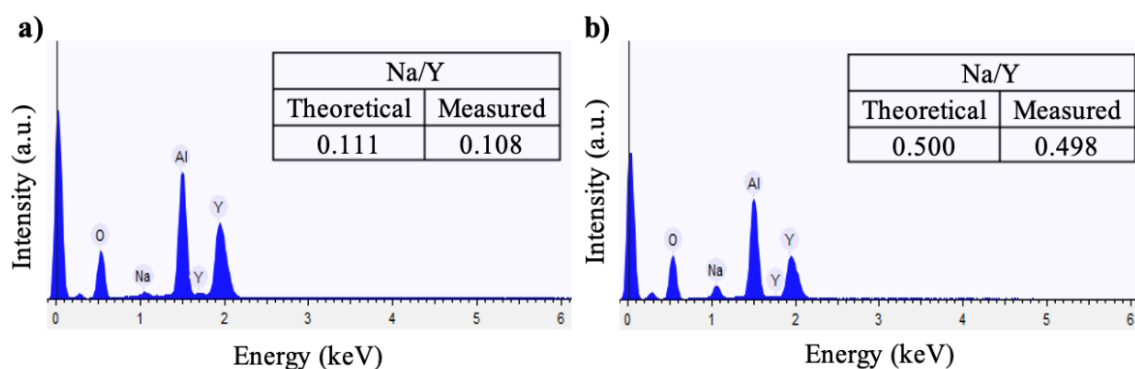 a)
Intensity (a.u.)
Na/Y
Theoretical Measured
0.111 0.108
O
Na
Al
Y
Y
0 1 2 3 4 5 6
Energy (keV)
b)
Intensity (a.u.)
Na/Y
Theoretical Measured
0.500 0.498
O
Na
Al
Y
Y
0 1 2 3 4 5 6
Energy (keV)